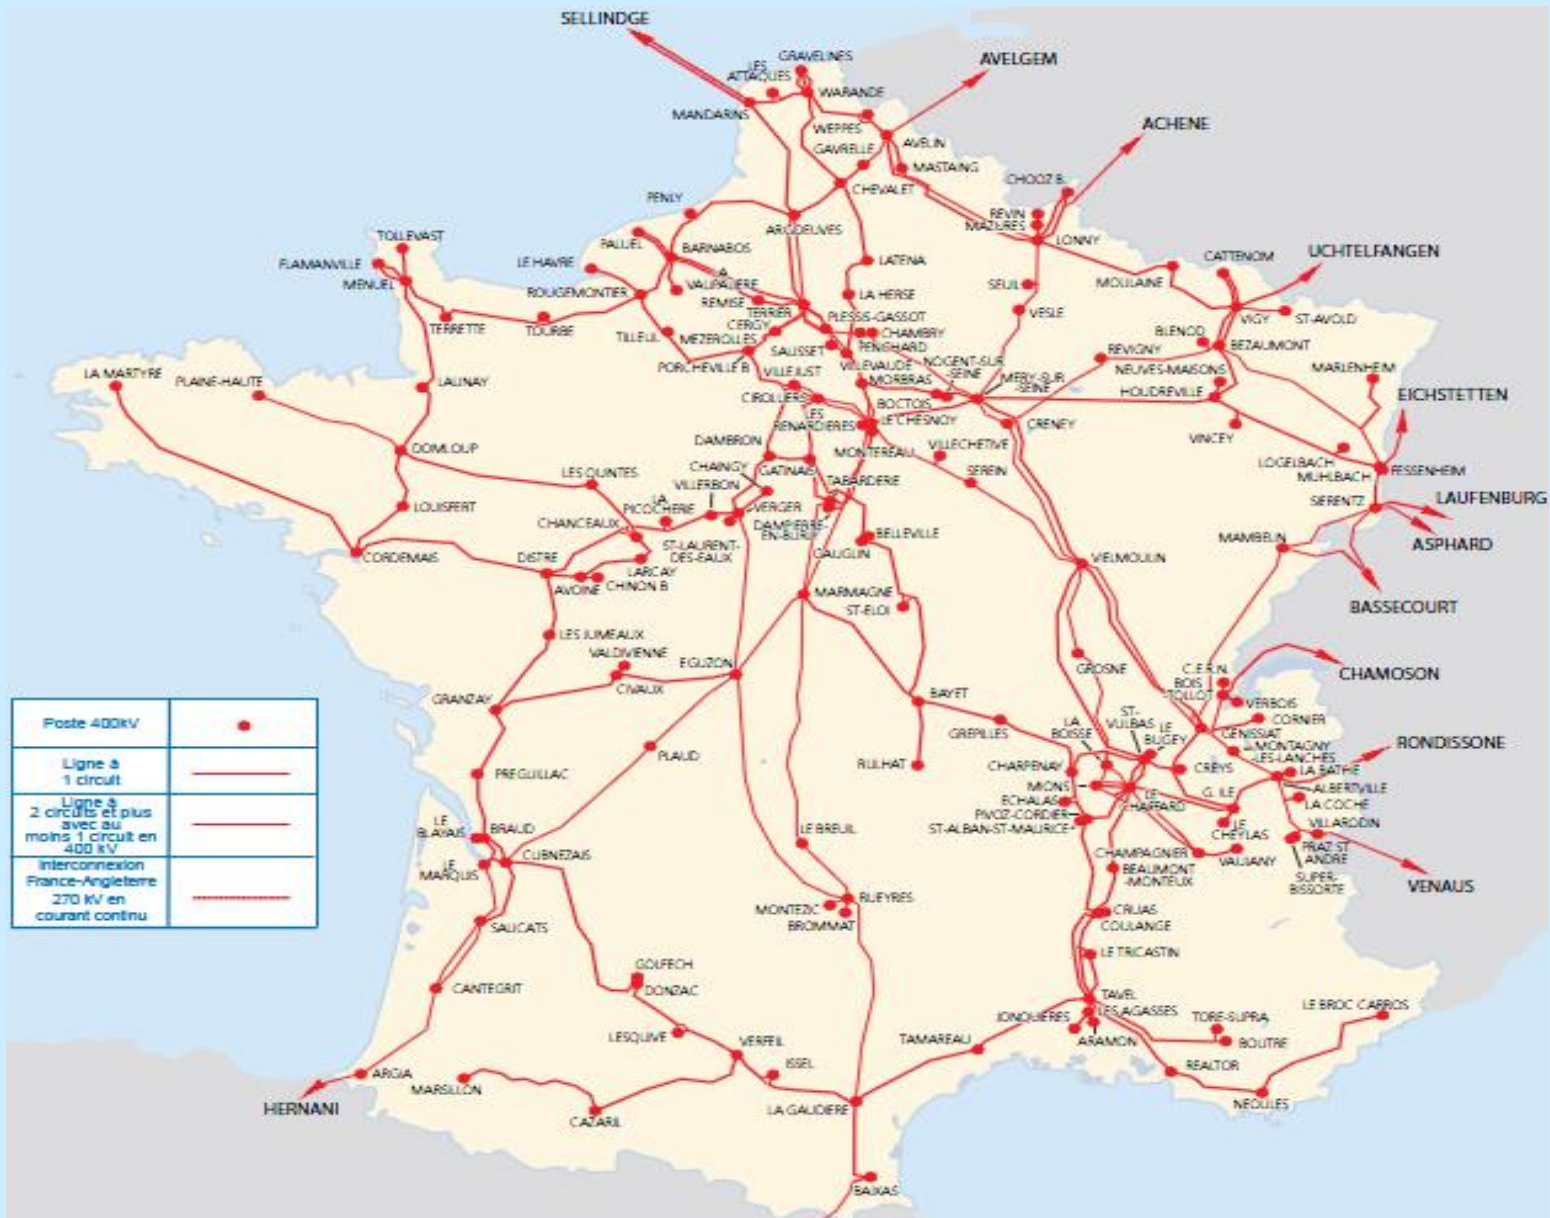 SELLINDGE
GRAVELINES
LES
ATTAQUES
AVELGEM
WARANDE
MANDARINS
WEPPES
ACHENE
GAVRELLE
AVELIN
MASTAING
CHOOZ B.
CHEVALET
PENLY
REVIN
MAZURES
ARGOEUVES
LONNY
TOLLEVAST
PALUEL
BARNABOS
UCHTELFANGEN
FLAMANVILLE
LE HAVRE
LATENA
CATTENOM
MENUEL
LA
VAUPALIERE
SEUIL
MOULAINE
ROUGEMONTIER
REMISE
LA HERSE
TERRIER
VESLE
VIGY
ST-AVOLD
TERRETTE
TOURBE
TILLEUL
CERGY
PLESSIS-GASSOT
CHAMBRY
BLENOD
BEZAUMONT
MEZEROLLES
SAUSSET
PENCHARD
REVIGNY
PORCHEVILLE B
VILLEVAUDE
NOGENT-SUR
-SEINE
MERY-SUR
-SEINE
NEUVES-MAISONS
MARLENHEIM
LA MARTYRE
PLAINE-HAUTE
LAUNAY
VILLEJUST
MORBRAS
HOUDREVILLE
CIROLLIERS
BOCTOIS
EICHSTETTEN
LES
RENARDIERES
LE CHESNOY
CRENEY
VINCEY
DOMLOUP
DAMBRON
MONTEREAU
VILLECHETIVE
LOGELBACH
LES QUINTES
CHAINGY
GATINAIS
SEREIN
MUHLBACH
FESSENHEIM
VILLERBON
TABARDERIE
SIERENTZ
LAUFENBURG
LOUISFERT
LA
PICOCHERIE
VERGER
CHANCEAUX
DAMPIERRE-
EN-BURLY
BELLEVILLE
MAMBELIN
ASPHARD
CORDEMAIS
DISTRE
ST-LAURENT-
DES-EAUX
GAUGLIN
VIELMOULIN
LARCAY
AVOINE
CHINON B
MARMAGNE
ST-ELOI
BASSECOURT
LES JUMEAUX
VALDIVIENNE
EGUZON
GROSNE
C.E.R.N.
BOIS
TOLLOT
CHAMOSON
CIVAUX
GRANZAY
BAYET
VERBOIS
Poste 400kV
ST-
VULBAS
LE
BUGEY
CORNIER
PLAUD
GREPILLES
LA
BOISSE
GENISSIAT
MONTAGNY
-LES-LANCHES
RONDISSONE
Ligne à
1 circuit
PREGUILLAC
RULHAT
CHARPENAY
CREYS
LA BATHE
MIONS
G. ILE
ALBERTVILLE
Ligne à
2 circuits et plus
avec au
moins 1 circuit en
400 kV
ECHALAS
LE
CHAFFARD
LA COCHE
LE
BLAYAIS
BRAUD
LE BREUIL
PIVOZ-CORDIER
ST-ALBAN-ST-MAURICE
LE
CHEYLAS
VILLARODIN
LE
MARQUIS
CUBNEZAIS
CHAMPAGNIER
VAUJANY
PRAZ ST
ANDRE
Interconnexion
France-Angleterre
270 kV en
courant continu
BEAUMONT
-MONTEUX
SUPER-
BISSORTE
VENAUS
RUEYRES
MONTEZIC
BROMMAT
CRUAS
COULANGE
SAUCATS
LE TRICASTIN
GOLFECH
CANTEGRIT
DONZAC
TAVEL
LES AGASSES
LE BROC CARROS
JONQUIERES
TORE-SUPRA
LESQUIVE
VERFEIL
TAMAREAU
ARAMON
BOUTRE
ISSEL
ARGIA
MARSILLON
REALTOR
HERNANI
CAZARIL
LA GAUDIERE
NEOULES
BAIXAS